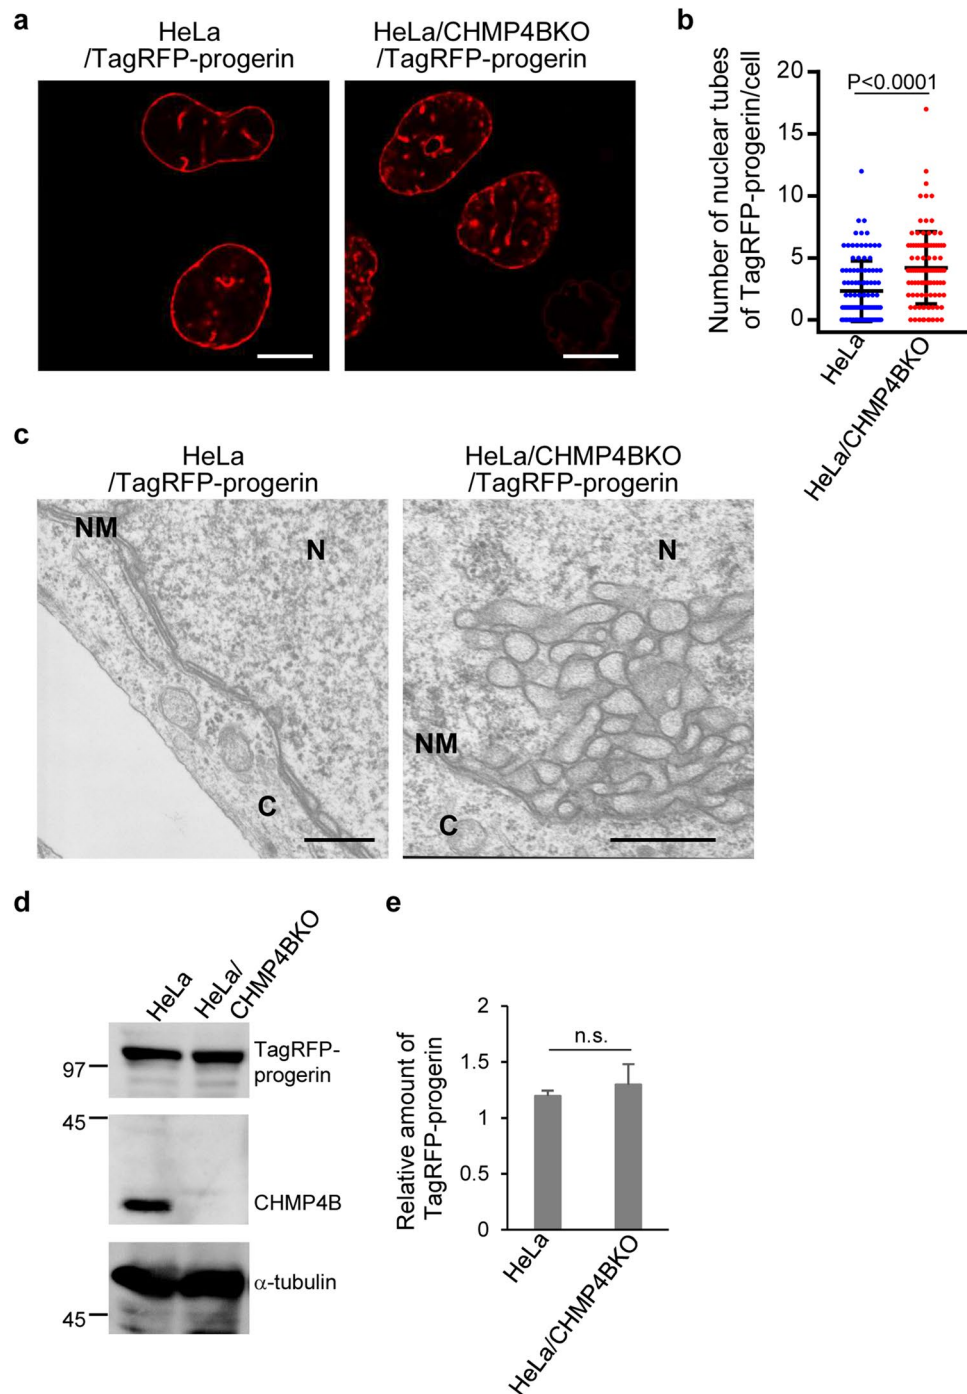 a
HeLa
/TagRFP-progerin
HeLa/CHMP4BKO
/TagRFP-progerin
b
Number of nuclear tubes
of TagRFP-progerin/cell
20
15
10
5
0
P<0.0001
HeLa
HeLa/CHMP4BKO
c
HeLa
/TagRFP-progerin
HeLa/CHMP4BKO
/TagRFP-progerin
NM
N
C
N
NM
C
d
HeLa
HeLa/
CHMP4BKO
97
TagRFP-
progerin
45
CHMP4B
α-tubulin
45
e
Relative amount of
TagRFP-progerin
2
1.5
1
0.5
0
n.s.
HeLa
HeLa/CHMP4BKO